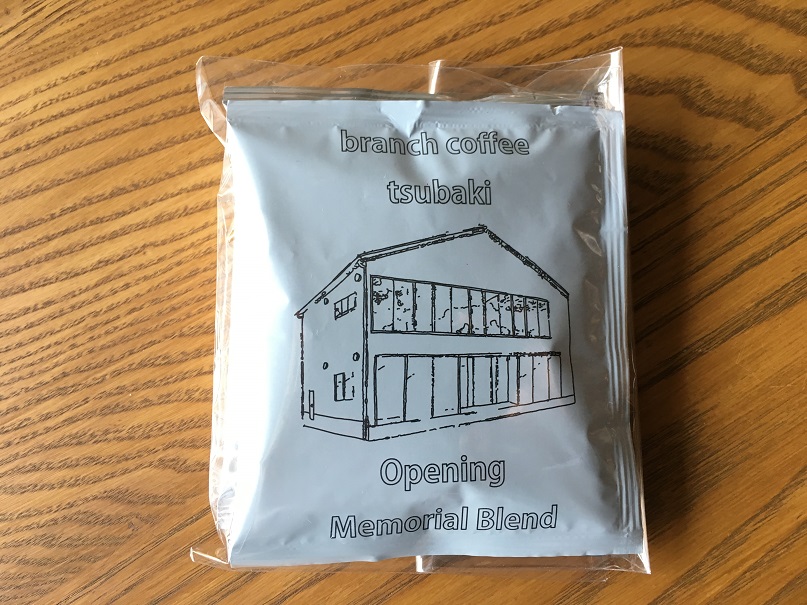 branch coffee
tsubaki
Opening
Memorial Blend